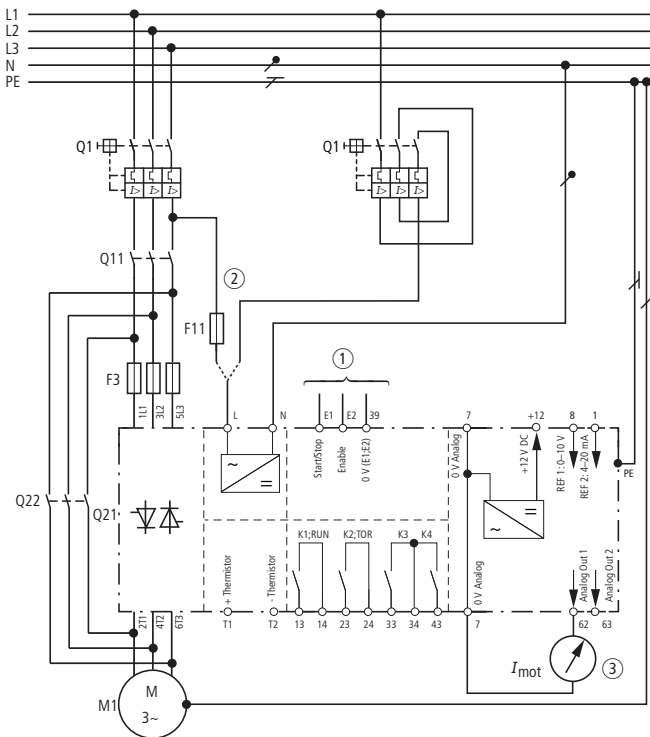 L1
L2
L3
N
PE
Q1
Q1
I> I> I>
I> I> I>
Q11
②
F11
①
F3
1L1
3L2
5L3
L
N
E1
E2
39
7
+12
8
1
Start/Stop
Enable
0 V (E1;E2)
0 V Analog
+12 V DC
REF 1: 0–10 V
REF 2: 4–20 mA
PE
~
=
Q22
Q21
=
~
+ Thermistor
- Thermistor
K1;RUN
K2;TOR
K3
K4
0 V Analog
Analog Out 1
Analog Out 2
2T1
4T2
6T3
T1
T2
13
14
23
24
33
34
43
7
62
63
Imot
③
M1
M
3~